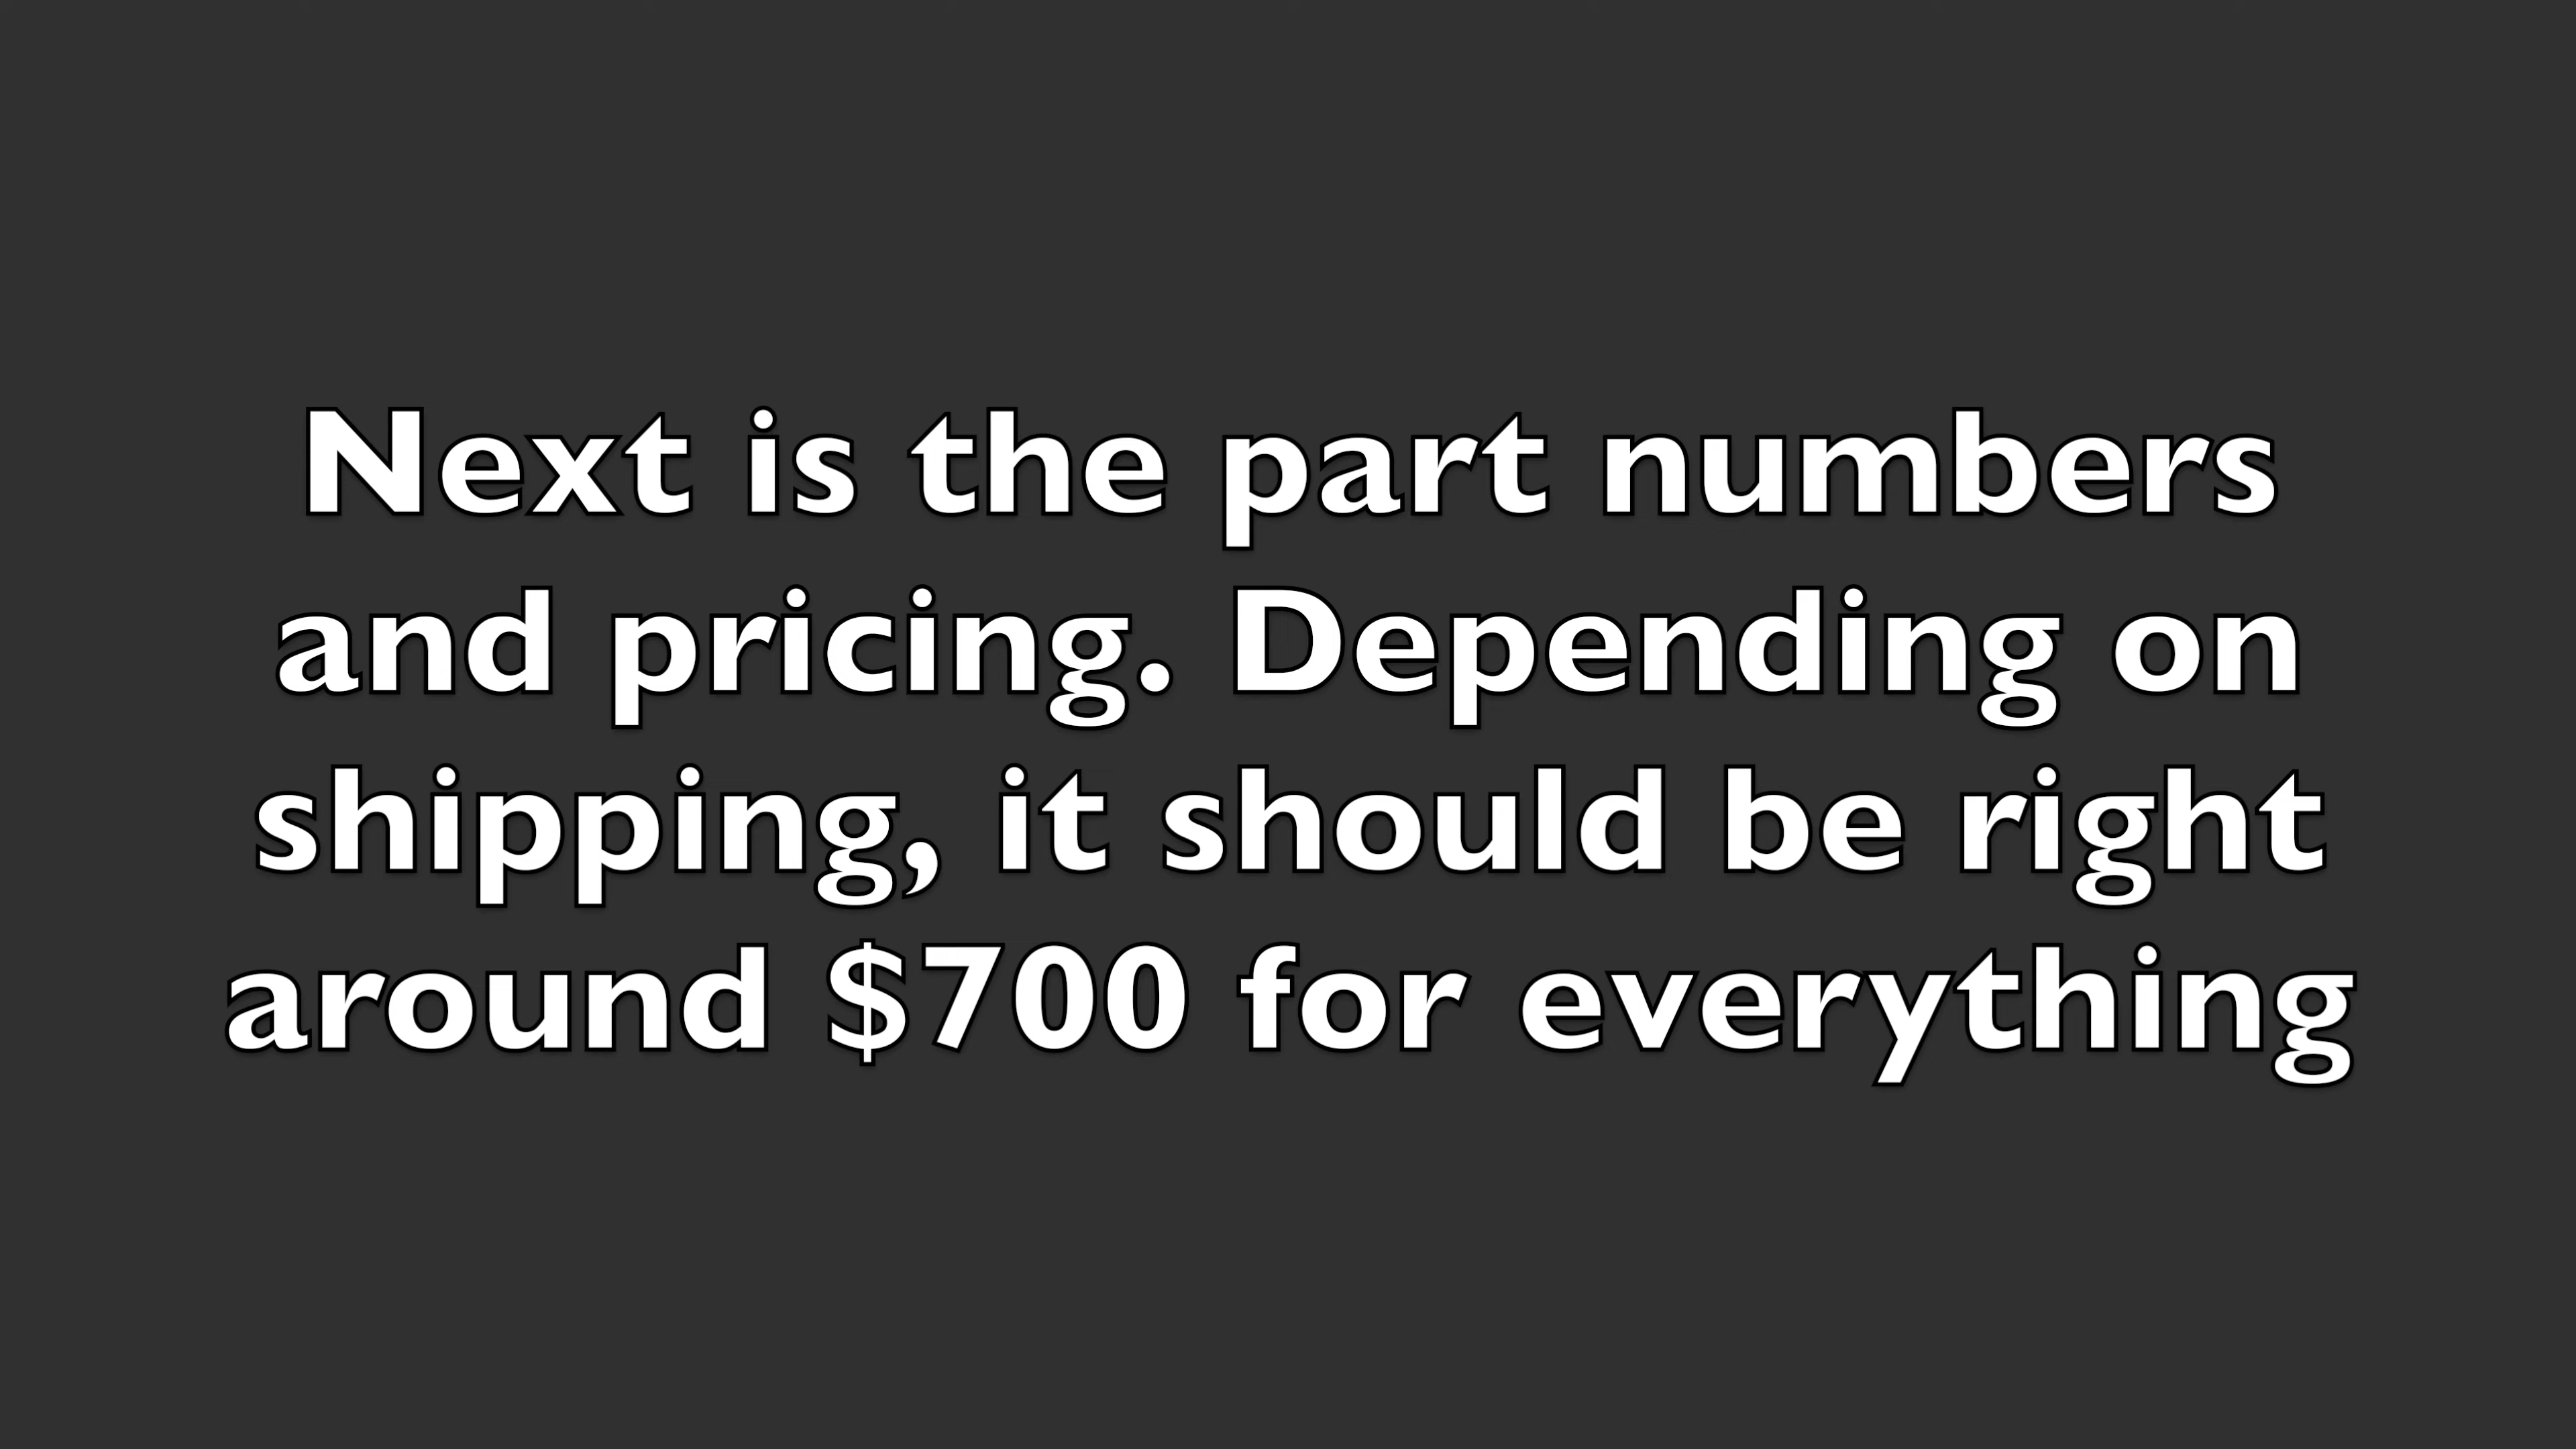 Next is the part numbers
and pricing. Depending on
shipping, it should be right
around $700 for everything